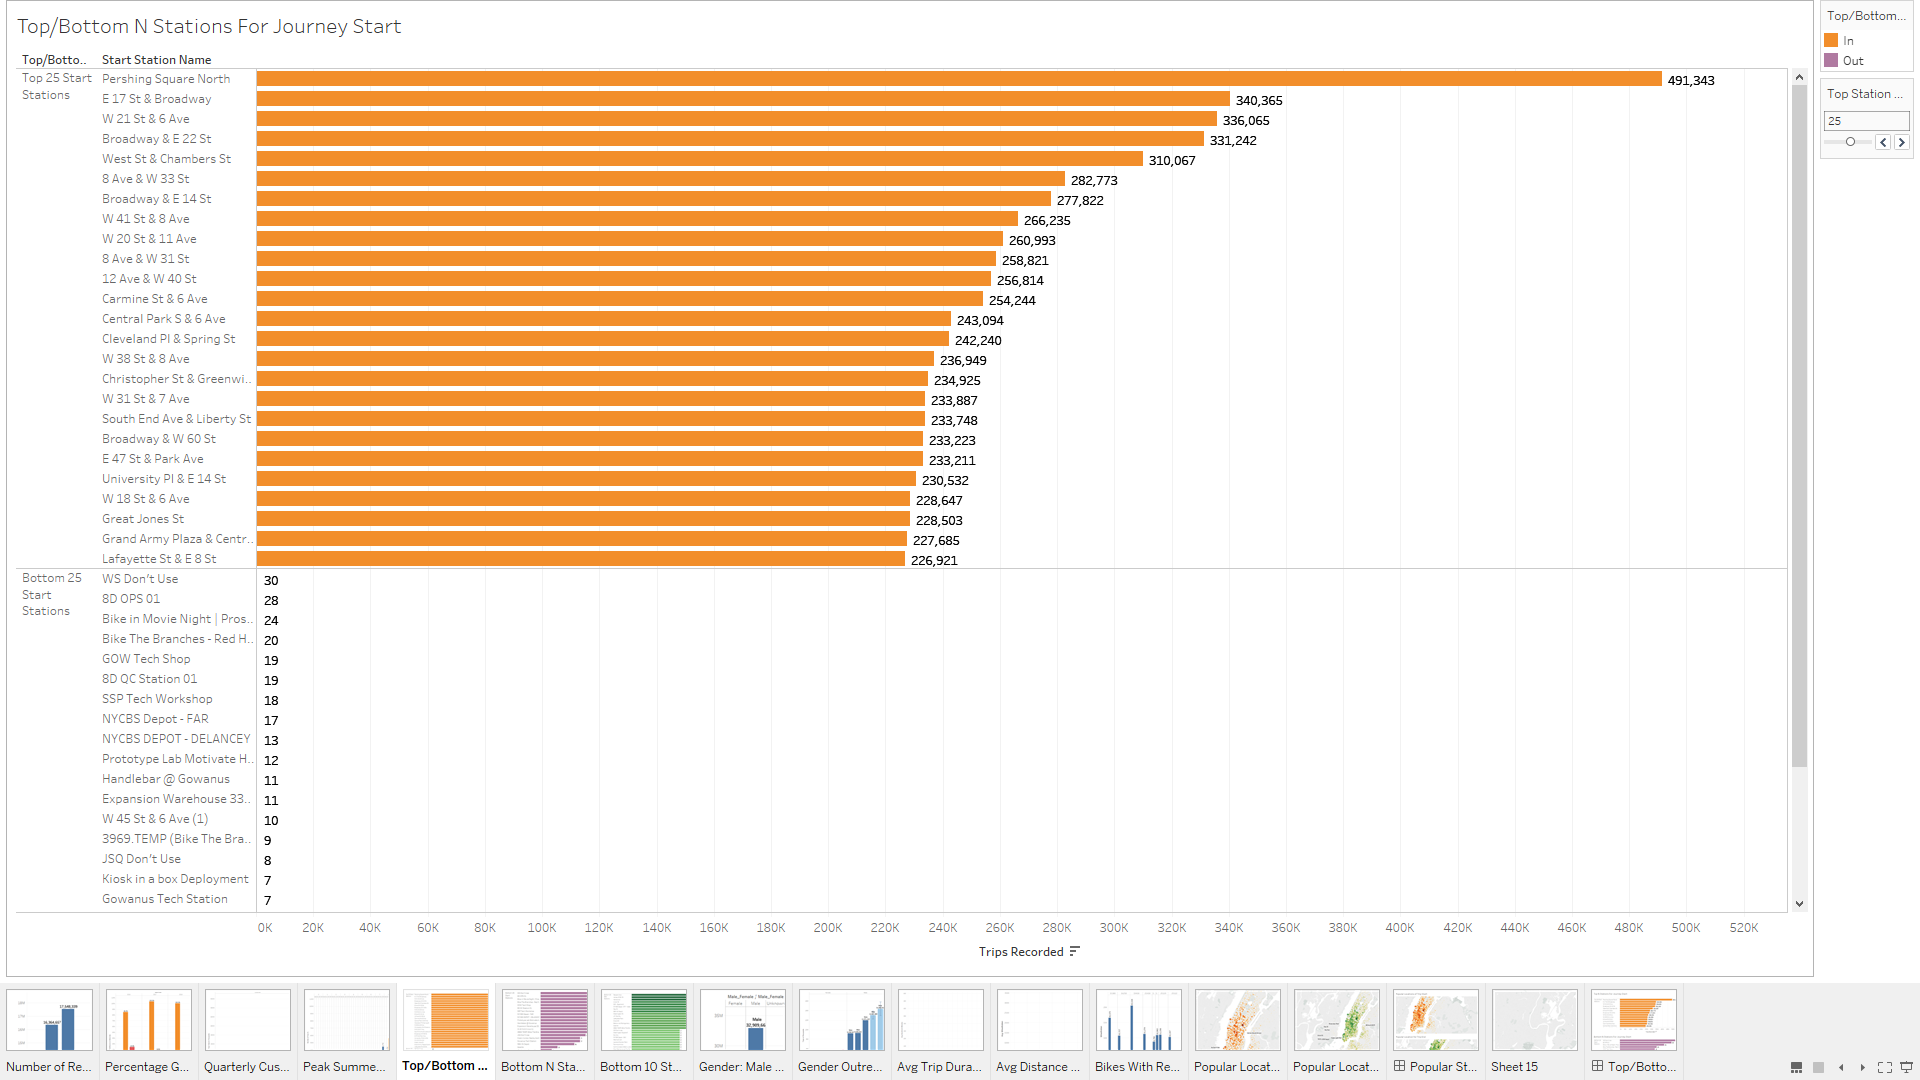 Top/Bottom N Stations For Journey Start
Top/Botto..
Start Station Name
Top 25 Start
Stations
Pershing Square North
491,343
E 17 St & Broadway
340,365
W 21 St & 6 Ave
336,065
Broadway & E 22 St
331,242
West St & Chambers St
310,067
8 Ave & W 33 St
282,773
Broadway & E 14 St
277,822
W 41 St & 8 Ave
266,235
W 20 St & 11 Ave
260,993
8 Ave & W 31 St
258,821
12 Ave & W 40 St
256,814
Carmine St & 6 Ave
254,244
Central Park S & 6 Ave
243,094
Cleveland Pl & Spring St
242,240
W 38 St & 8 Ave
236,949
Christopher St & Greenwi..
234,925
W 31 St & 7 Ave
233,887
South End Ave & Liberty St
233,748
Broadway & W 60 St
233,223
E 47 St & Park Ave
233,211
University Pl & E 14 St
230,532
W 18 St & 6 Ave
228,647
Great Jones St
228,503
Grand Army Plaza & Centr..
227,685
Lafayette St & E 8 St
226,921
Bottom 25
Start
Stations
WS Don't Use
30
8D OPS 01
28
Bike in Movie Night | Pros..
24
Bike The Branches - Red H..
20
GOW Tech Shop
19
8D QC Station 01
19
SSP Tech Workshop
18
NYCBS Depot - FAR
17
NYCBS DEPOT - DELANCEY
13
Prototype Lab Motivate H..
12
Handlebar @ Gowanus
11
Expansion Warehouse 33..
11
W 45 St & 6 Ave (1)
10
3969.TEMP (Bike The Bra..
9
JSQ Don't Use
8
Kiosk in a box Deployment
7
Gowanus Tech Station
7
0K 20K 40K 60K 80K 100K 120K 140K 160K 180K 200K 220K 240K 260K 280K 300K 320K 340K 360K 380K 400K 420K 440K 460K 480K 500K 520K
Trips Recorded
Top/Bottom...
In
Out
Top Station ...
25
Number of Re...
Percentage G...
Quarterly Cus...
Peak Summe...
Top/Bottom ...
Bottom N Sta...
Bottom 10 St...
Gender: Male ...
Gender Outre...
Avg Trip Dura...
Avg Distance ...
Bikes With Re...
Popular Locat...
Popular Locat...
Popular St...
Sheet 15
Top/Botto...